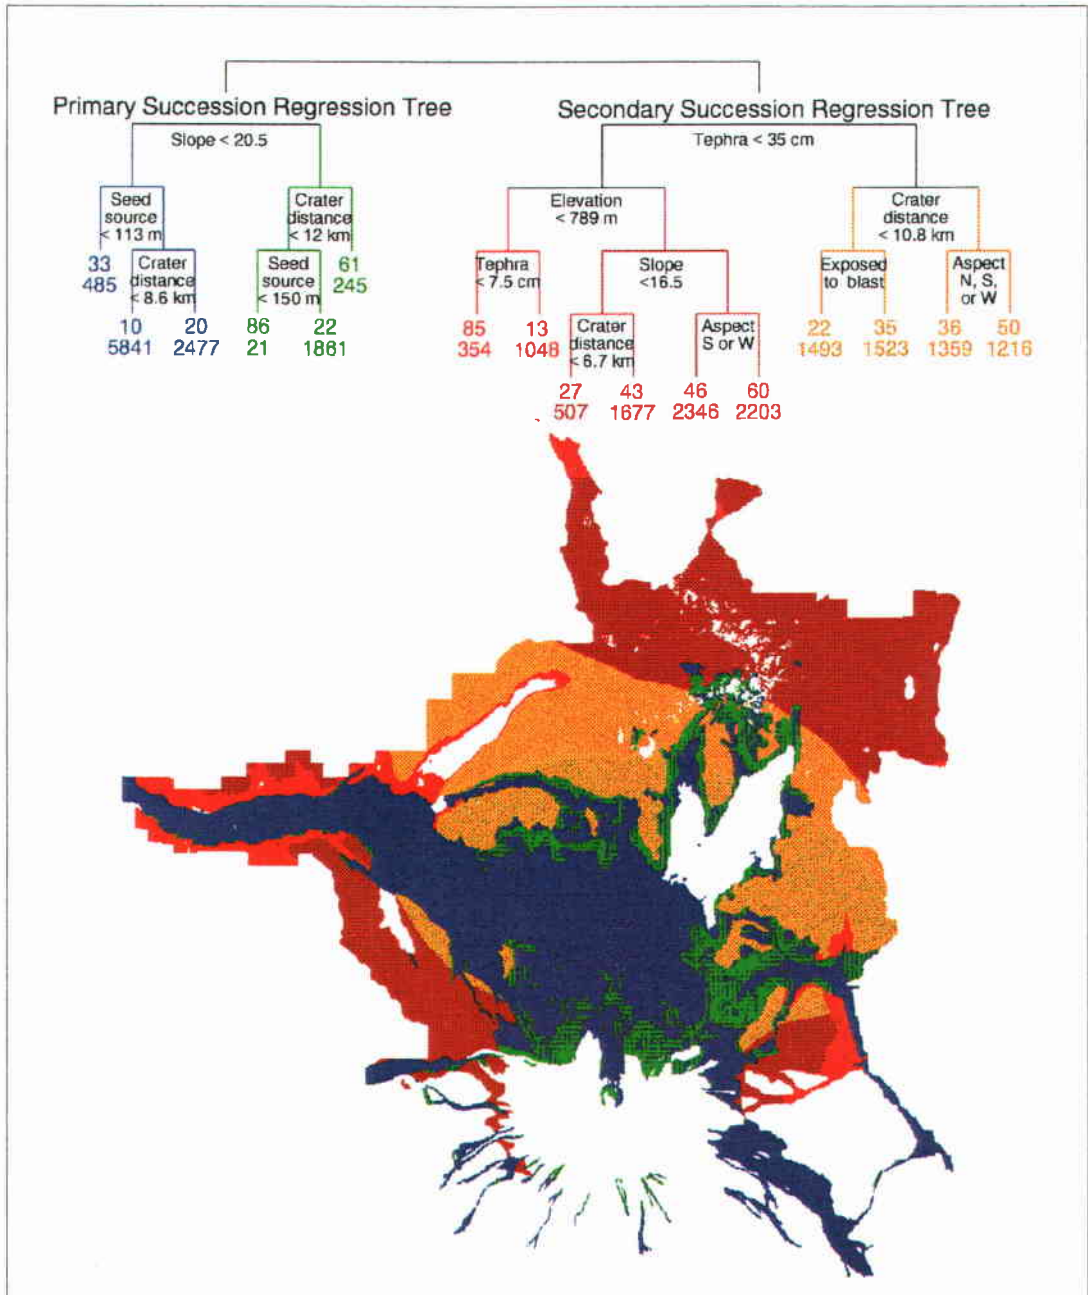 Primary Succession Regression Tree
Slope < 20.5
Seed
source
< 113 m
33
485
Crater
distance
< 8.6 km
10
5841
20
2477
Crater
distance
< 12 km
Seed
source
< 150 m
86
21
22
1861
61
245
Secondary Succession Regression Tree
Tephra < 35 cm
Elevation
< 789 m
Tephra
< 7.5 cm
85
354
13
1048
Slope
<16.5
Crater
distance
< 6.7 km
27
507
43
1677
Aspect
S or W
46
2346
60
2203
Crater
distance
< 10.8 km
Exposed
to blast
22
1493
35
1523
Aspect
N, S,
or W
36
1359
50
1216